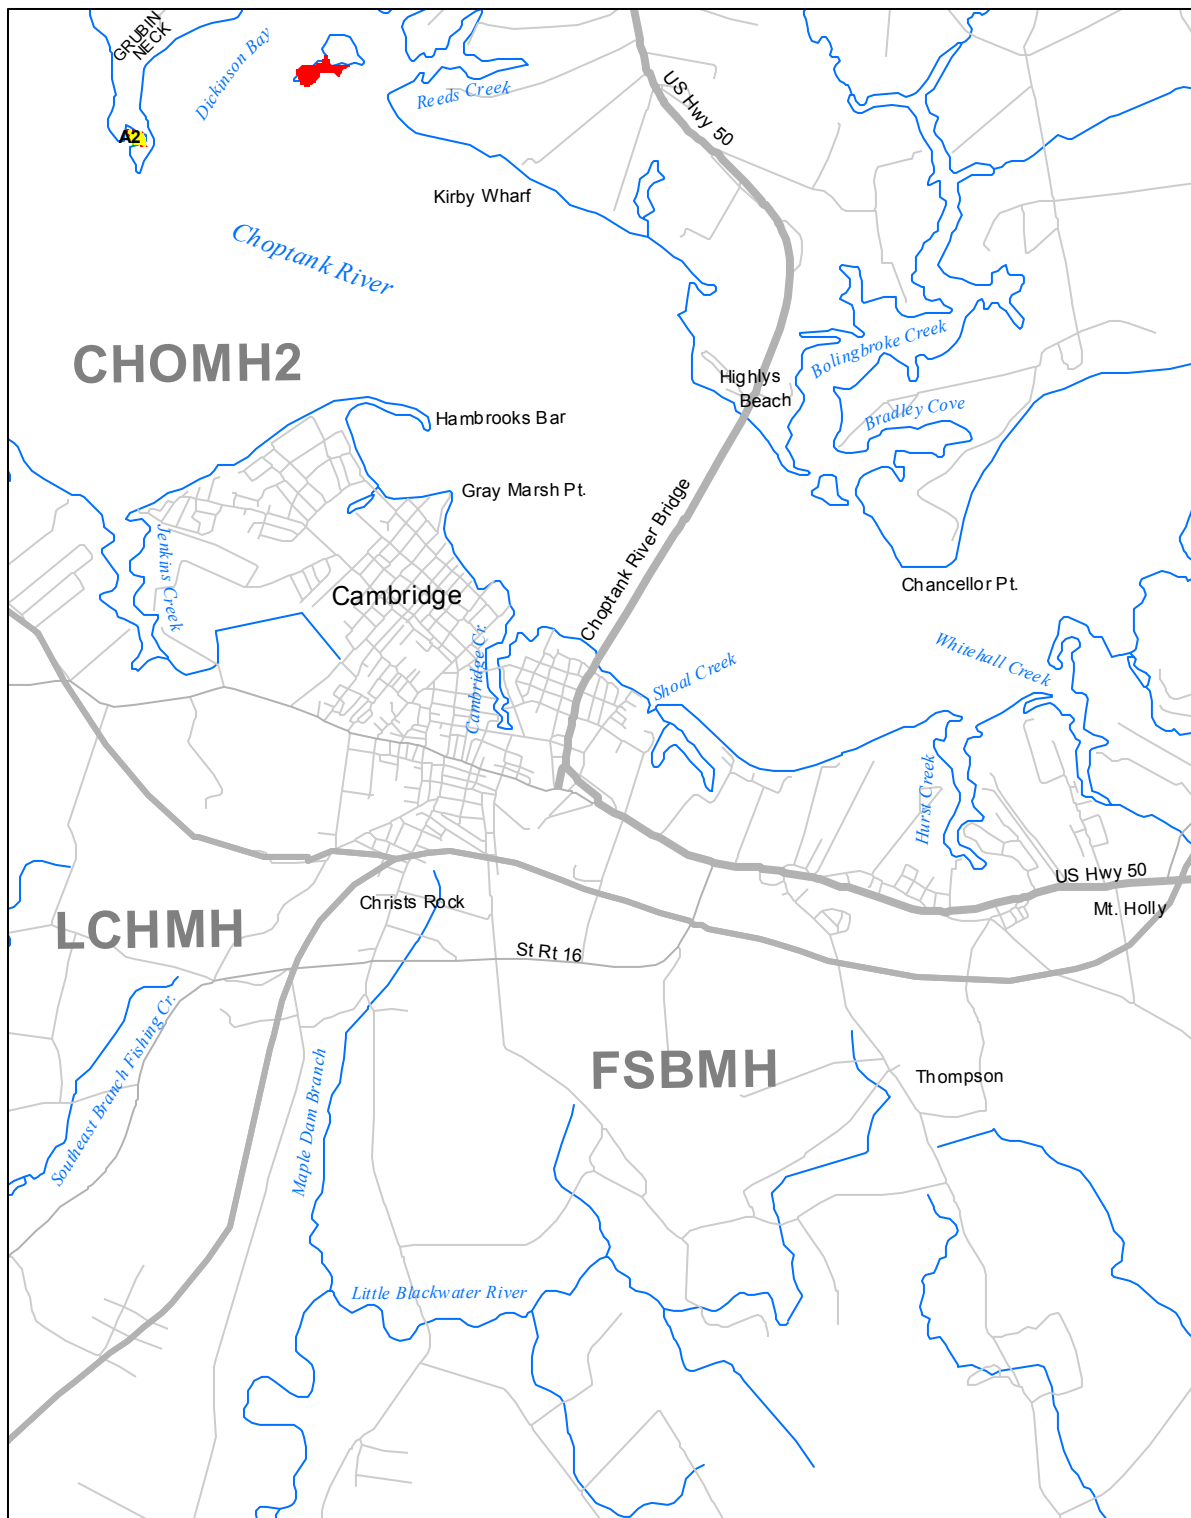 GRUBIN
NECK
Dickinson Bay
Reeds Creek
US Hwy 50
A2
Kirby Wharf
Choptank River
CHOMH2
Bolingbroke Creek
Highlys
Beach
Bradley Cove
Hambrooks Bar
Gray Marsh Pt.
Choptank River Bridge
Jenkins Creek
Chancellor Pt.
Cambridge
Cambridge Cr.
Whitehall Creek
Shoal Creek
Hurst Creek
US Hwy 50
Mt. Holly
Christs Rock
LCHMH
St Rt 16
Southeast Branch Fishing Cr.
Maple Dam Branch
FSBMH
Thompson
Little Blackwater River